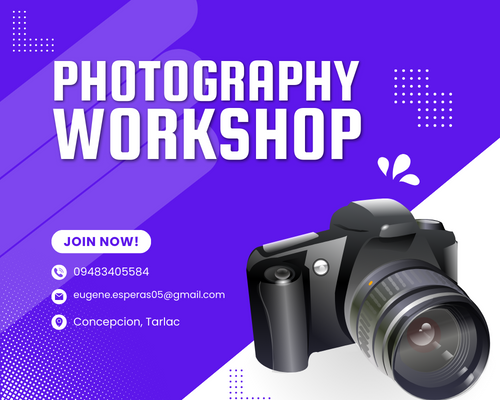 PHOTOGRAPHY
WORKSHOP
JOIN NOW!
09483405584
eugene.esperas05@gmail.com
Concepcion, Tarlac